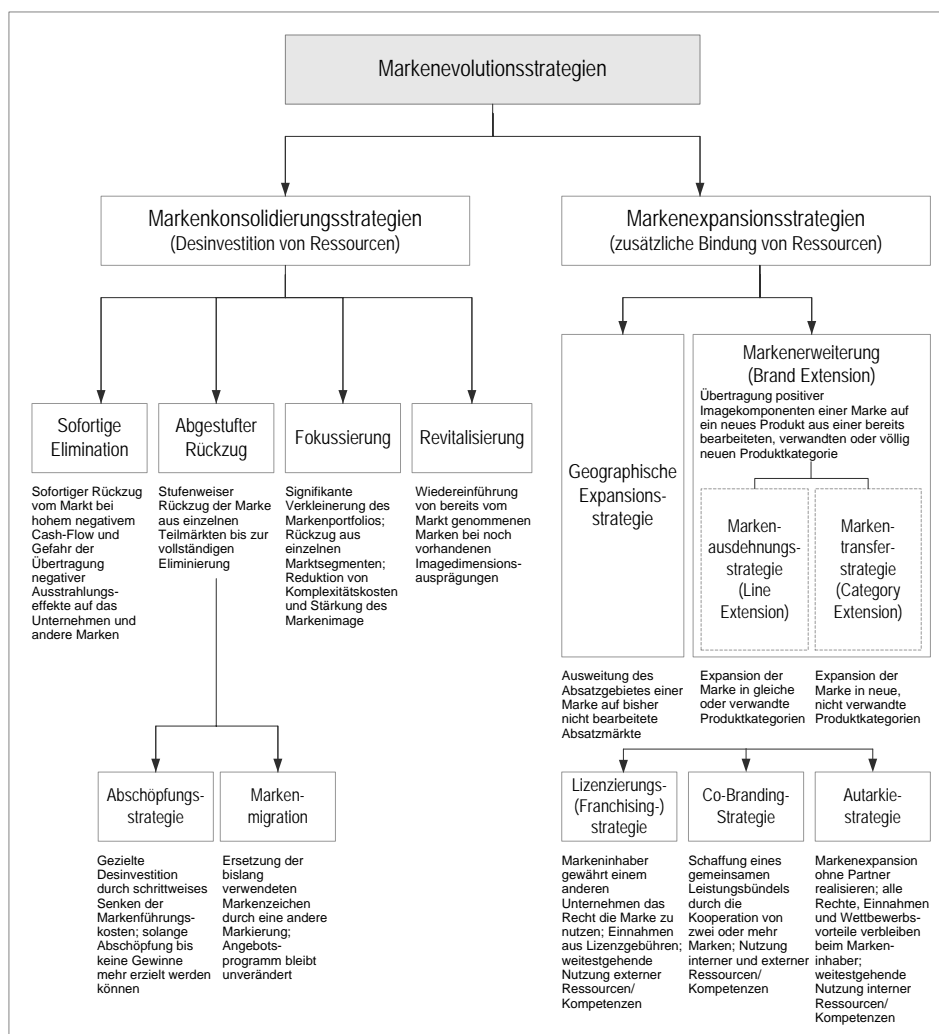 Markenevolutionsstrategien
Markenkonsolidierungsstrategien
(Desinvestition von Ressourcen)
Markenexpansionsstrategien
(zusätzliche Bindung von Ressourcen)
Sofortige
Elimination
Abgestufter
Rückzug
Fokussierung
Revitalisierung
Sofortiger Rückzug
vom Markt bei
hohem negativem
Cash-Flow und
Gefahr der
Übertragung
negativer
Ausstrahlungs-
effekte auf das
Unternehmen und
andere Marken
Stufenweiser
Rückzug der Marke
aus einzelnen
Teilmärkten bis zur
vollständigen
Eliminierung
Signifikante
Verkleinerung des
Markenportfolios;
Rückzug aus
einzelnen
Marktsegmenten;
Reduktion von
Komplexitätskosten
und Stärkung des
Markenimage
Wiedereinführung
von bereits vom
Markt genommenen
Marken bei noch
vorhandenen
Imagedimensions-
ausprägungen
Geographische
Expansions-
strategie
Markenerweiterung
(Brand Extension)
Übertragung positiver
Imagekomponenten einer Marke auf
ein neues Produkt aus einer bereits
bearbeiteten, verwandten oder völlig
neuen Produktkategorie
Marken-
ausdehnungs-
strategie
(Line
Extension)
Marken-
transfer-
strategie
(Category
Extension)
Ausweitung des
Absatzgebietes einer
Marke auf bisher
nicht bearbeitete
Absatzmärkte
Expansion der
Marke in gleiche
oder verwandte
Produktkategorien
Expansion der
Marke in neue,
nicht verwandte
Produktkategorien
Abschöpfungs-
strategie
Marken-
migration
Gezielte
Desinvestition
durch schrittweises
Senken der
Markenführungs-
kosten; solange
Abschöpfung bis
keine Gewinne
mehr erzielt werden
können
Ersetzung der
bislang
verwendeten
Markenzeichen
durch eine andere
Markierung;
Angebots-
programm bleibt
unverändert
Lizenzierungs-
(Franchising-)
strategie
Co-Branding-
Strategie
Autarkie-
strategie
Markeninhaber
gewährt einem
anderen
Unternehmen das
Recht die Marke zu
nutzen; Einnahmen
aus Lizenzgebühren;
weitestgehende
Nutzung externer
Ressourcen/
Kompetenzen
Schaffung eines
gemeinsamen
Leistungsbündels
durch die
Kooperation von
zwei oder mehr
Marken; Nutzung
interner und externer
Ressourcen/
Kompetenzen
Markenexpansion
ohne Partner
realisieren; alle
Rechte, Einnahmen
und Wettbewerbs-
vorteile verbleiben
beim Marken-
inhaber;
weitestgehende
Nutzung interner
Ressourcen/
Kompetenzen